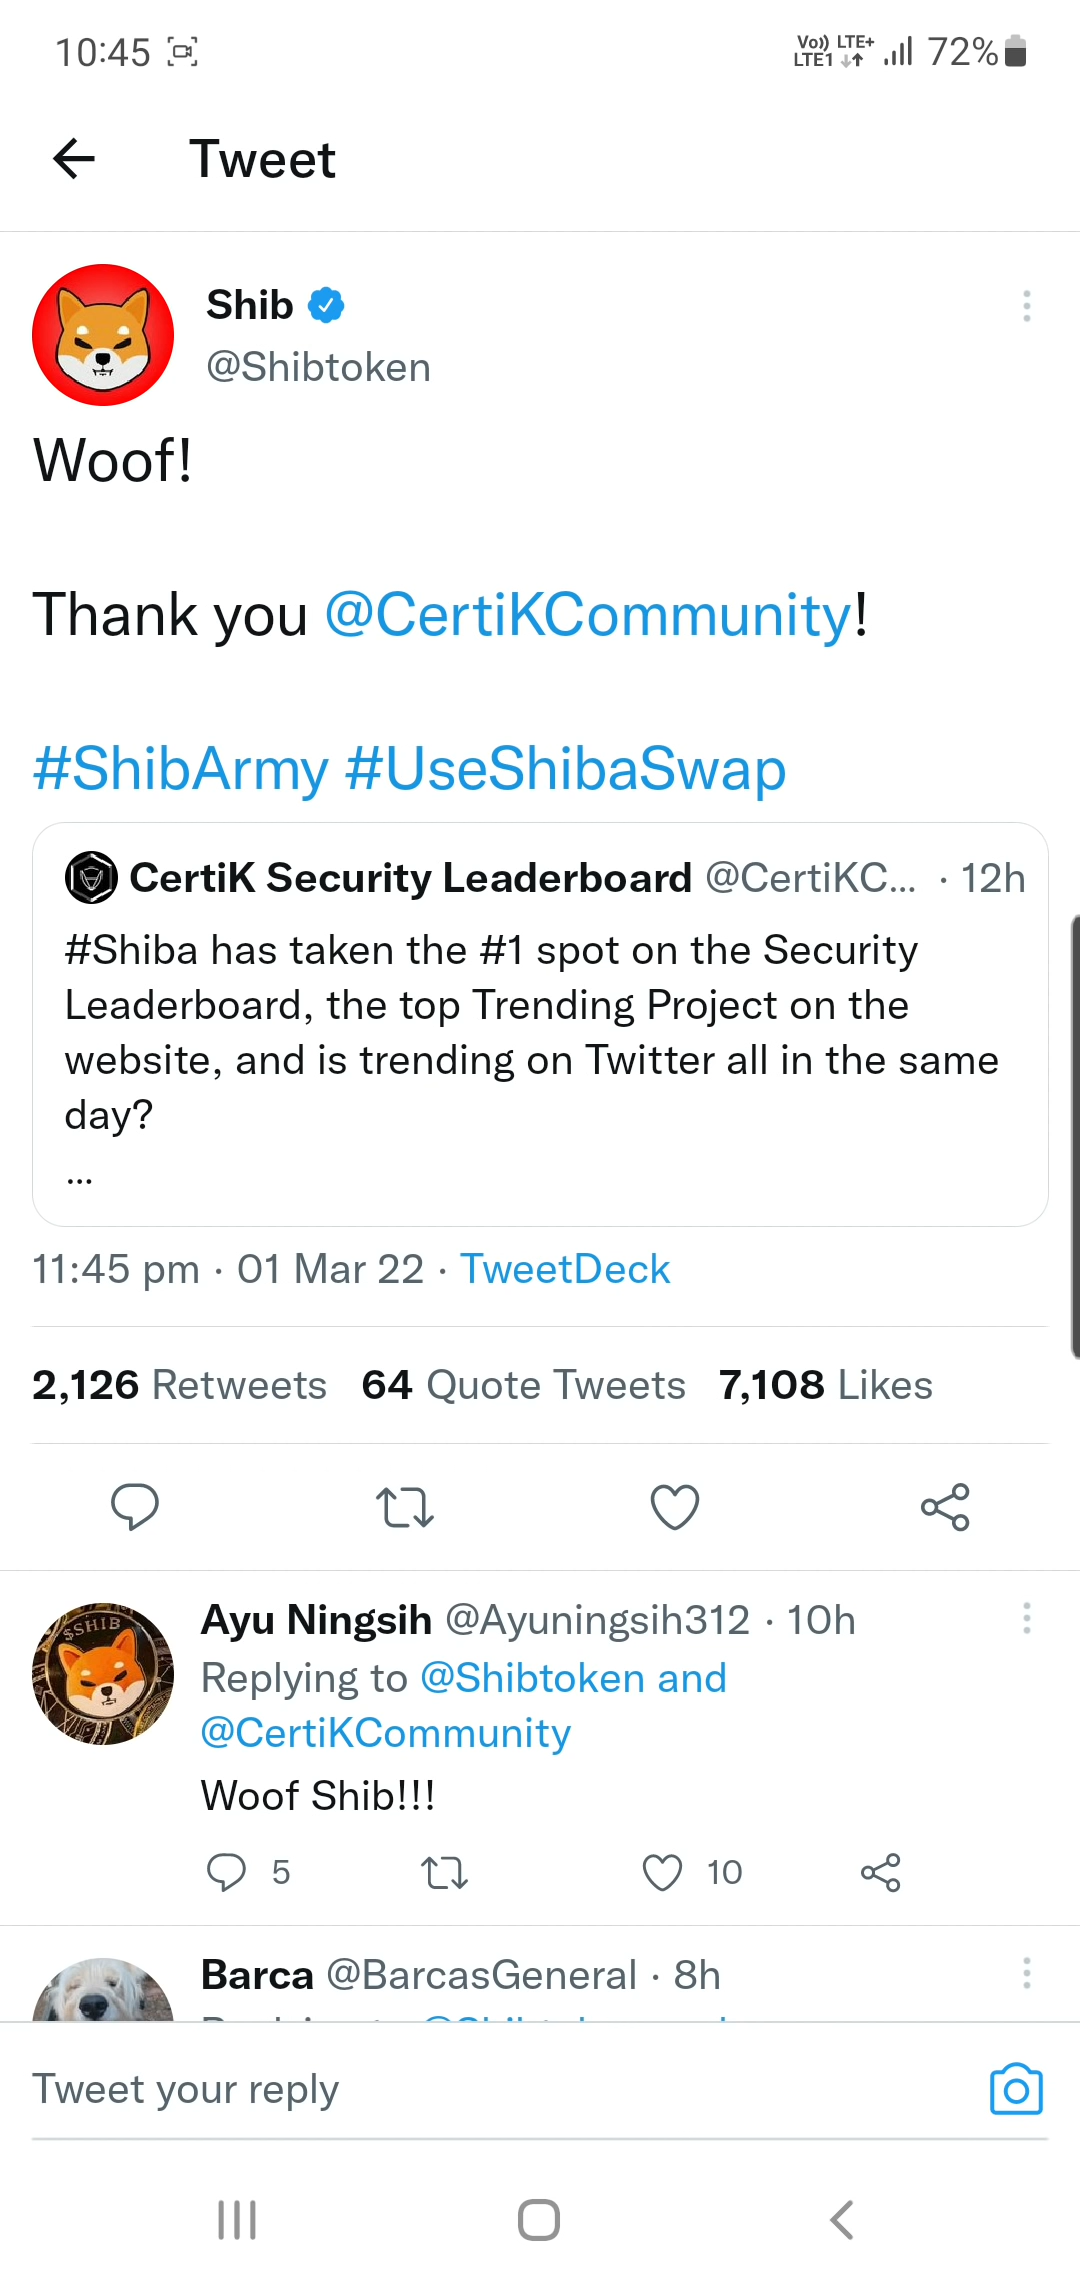 10:45
Vo)) LTE+
LTE1
72%
Tweet
Shib
@Shibtoken
Woof!
Thank you @CertiKCommunity!
#ShibArmy #UseShibaSwap
CertiK Security Leaderboard @CertiKC... · 12h
#Shiba has taken the #1 spot on the Security
Leaderboard, the top Trending Project on the
website, and is trending on Twitter all in the same
day?
...
11:45 pm · 01 Mar 22 · TweetDeck
2,126 Retweets 64 Quote Tweets 7,108 Likes
$SHIB
Ayu Ningsih @Ayuningsih312 · 10h
Replying to @Shibtoken and
@CertiKCommunity
Woof Shib!!!
5
10
Barca @BarcasGeneral · 8h
Tweet your reply